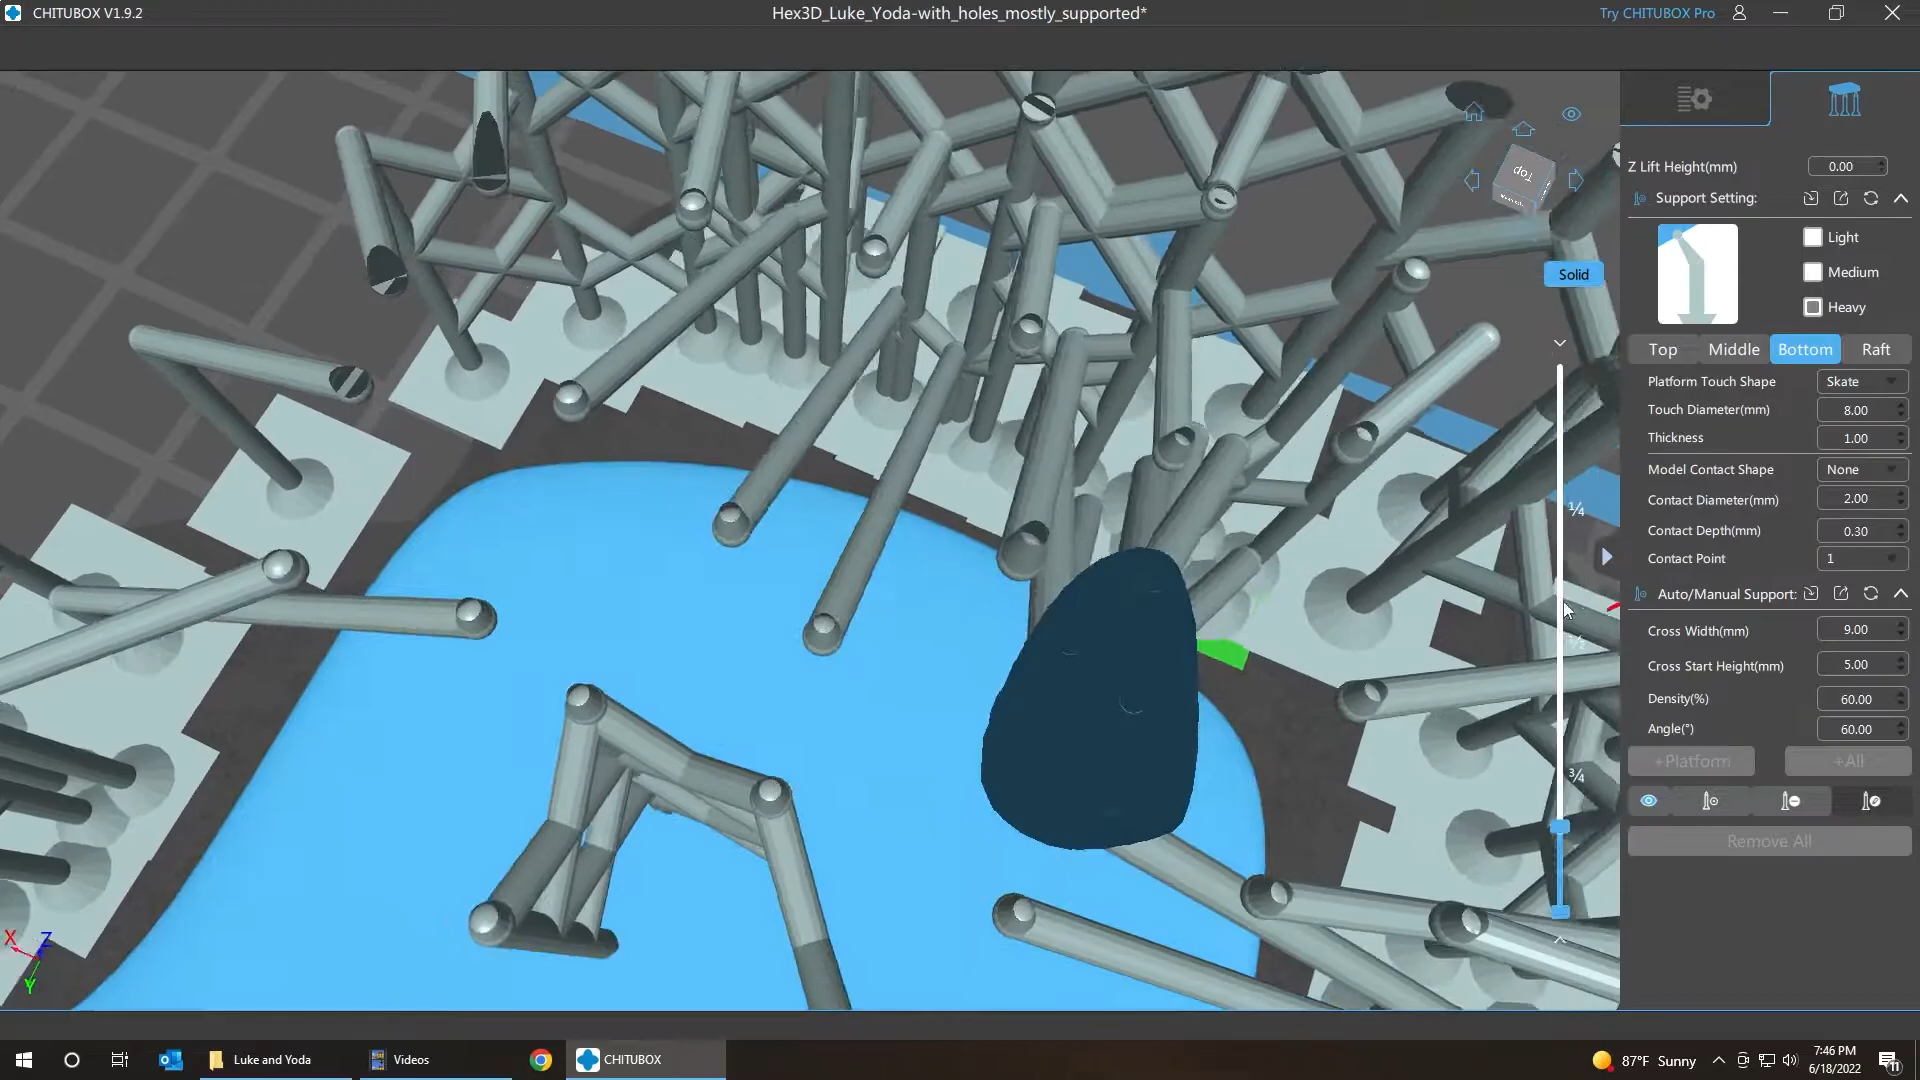 CHITUBOX V1.9.2
Hex3D_Luke_Yoda-with_holes_mostly_supported*
Try CHITUBOX Pro
Top
Solid
¼
½
¾
X
Z
Y
Z Lift Height(mm) 0.00
Support Setting:
Light
Medium
Heavy
Top Middle Bottom Raft
Platform Touch Shape Skate
Touch Diameter(mm) 8.00
Thickness 1.00
Model Contact Shape None
Contact Diameter(mm) 2.00
Contact Depth(mm) 0.30
Contact Point 1
Auto/Manual Support:
Cross Width(mm) 9.00
Cross Start Height(mm) 5.00
Density(%) 60.00
Angle(°) 60.00
+Platform +All
Remove All
Luke and Yoda
Videos
CHITUBOX
87°F Sunny
7:46 PM
6/18/2022
11